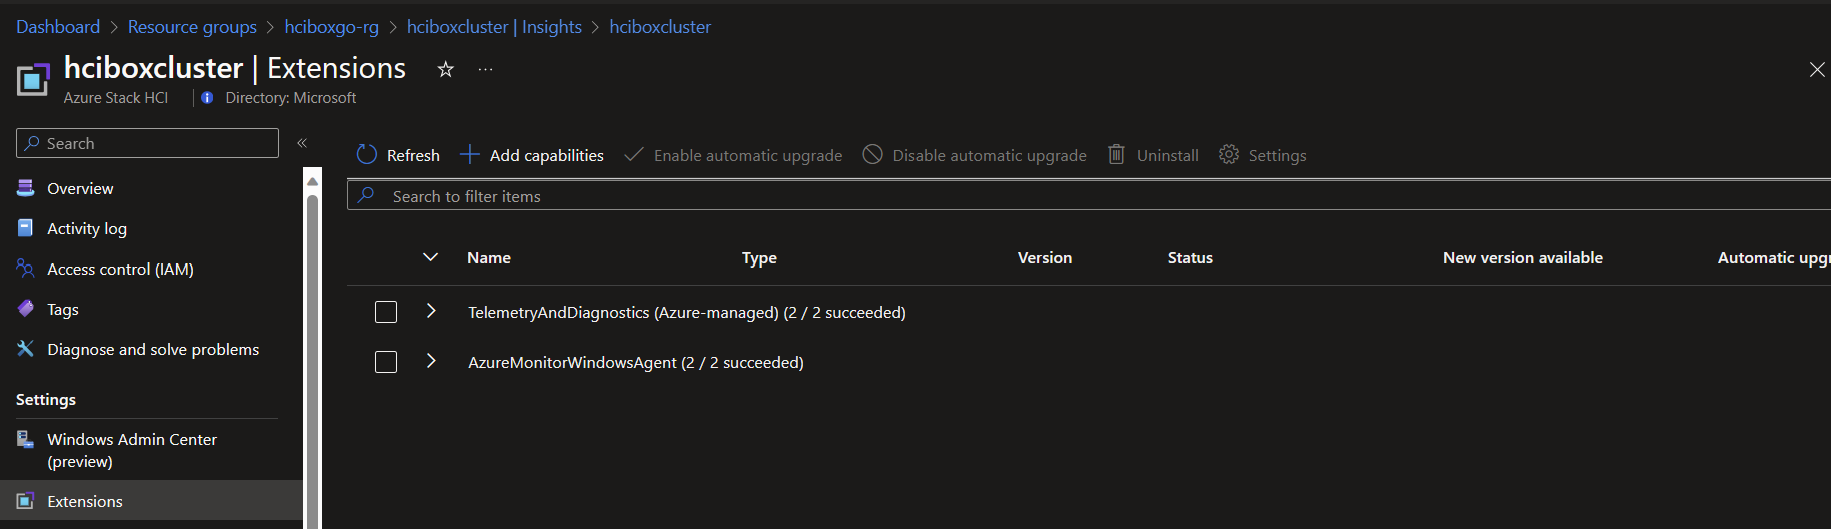 Dashboard > Resource groups > hciboxgo-rg > hciboxcluster | Insights > hciboxcluster
hciboxcluster | Extensions
Azure Stack HCI | Directory: Microsoft
Search
Refresh Add capabilities Enable automatic upgrade Disable automatic upgrade Uninstall Settings
Search to filter items
Overview
Activity log
Access control (IAM)
Tags
Diagnose and solve problems
Settings
Windows Admin Center
(preview)
Extensions
Name Type Version Status New version available Automatic upgr
TelemetryAndDiagnostics (Azure-managed) (2 / 2 succeeded)
AzureMonitorWindowsAgent (2 / 2 succeeded)